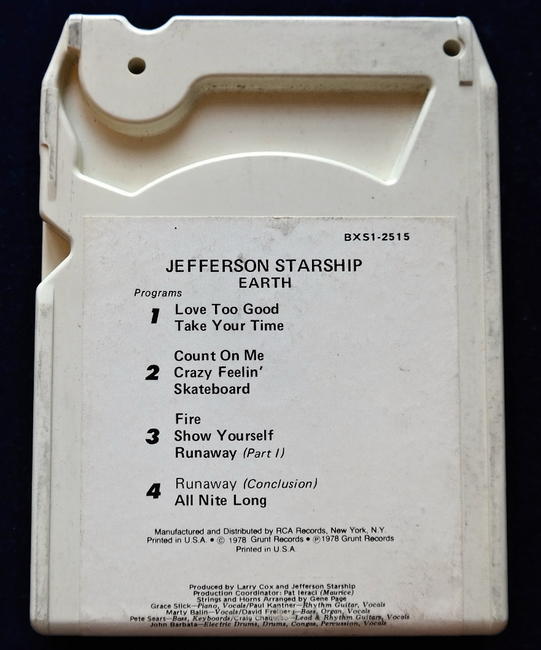 BXS1-2515
JEFFERSON STARSHIP
EARTH
Programs
1 Love Too Good
Take Your Time
2 Count On Me
Crazy Feelin'
Skateboard
3 Fire
Show Yourself
Runaway (Part I)
4 Runaway (Conclusion)
All Nite Long
Manufactured and Distributed by RCA Records, New York, N.Y.
Printed in U.S.A. • © 1978 Grunt Records • ℗1978 Grunt Records
Printed in U.S.A.
Produced by Larry Cox and Jefferson Starship
Production Coordinator: Pat Ieraci (Maurice)
Strings and Horns Arranged by Gene Page
Grace Slick—Piano, Vocals/Paul Kantner—Rhythm Guitar, Vocals
Marty Balin—Vocals/David Freiberg—Bass, Organ, Vocals
Pete Sears—Bass, Keyboards/Craig Chaquico—Lead & Rhythm Guitars, Vocals
John Barbata—Electric Drums, Drums, Congas, Percussion, Vocals